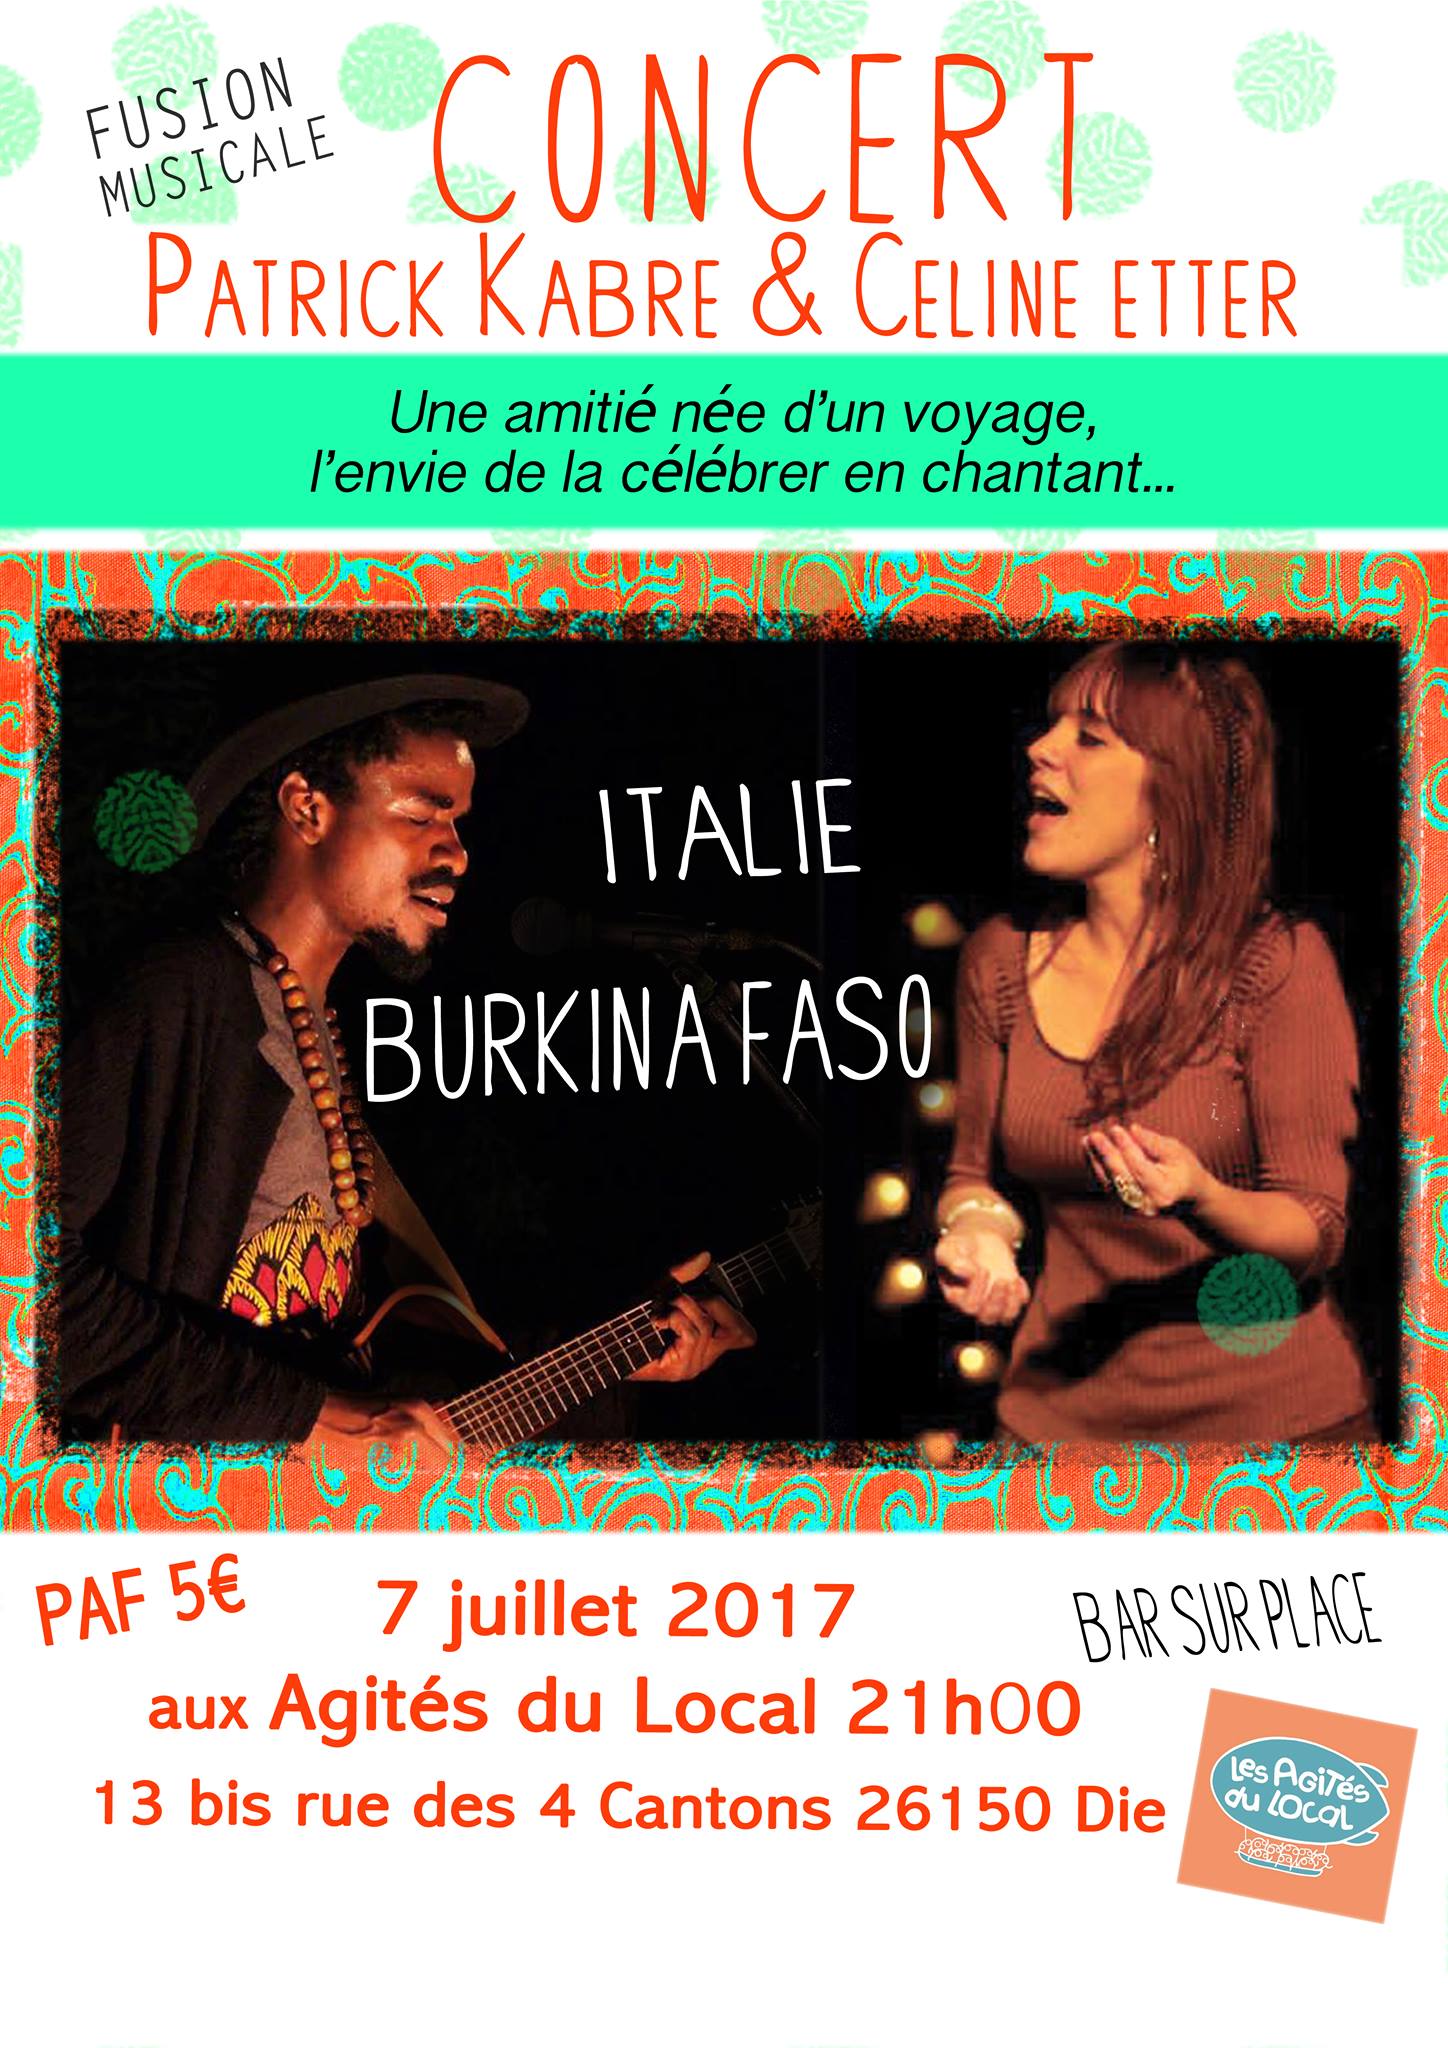 FUSION
MUSICALE
CONCERT
PATRICK KABRE & CELINE ETTER
Une amitié née d'un voyage,
l'envie de la célébrer en chantant...
ITALIE
BURKINA FASO
PAF 5€
7 juillet 2017
BAR SUR PLACE
aux Agités du Local 21h00
13 bis rue des 4 Cantons 26150 Die
Les Agités
du Local